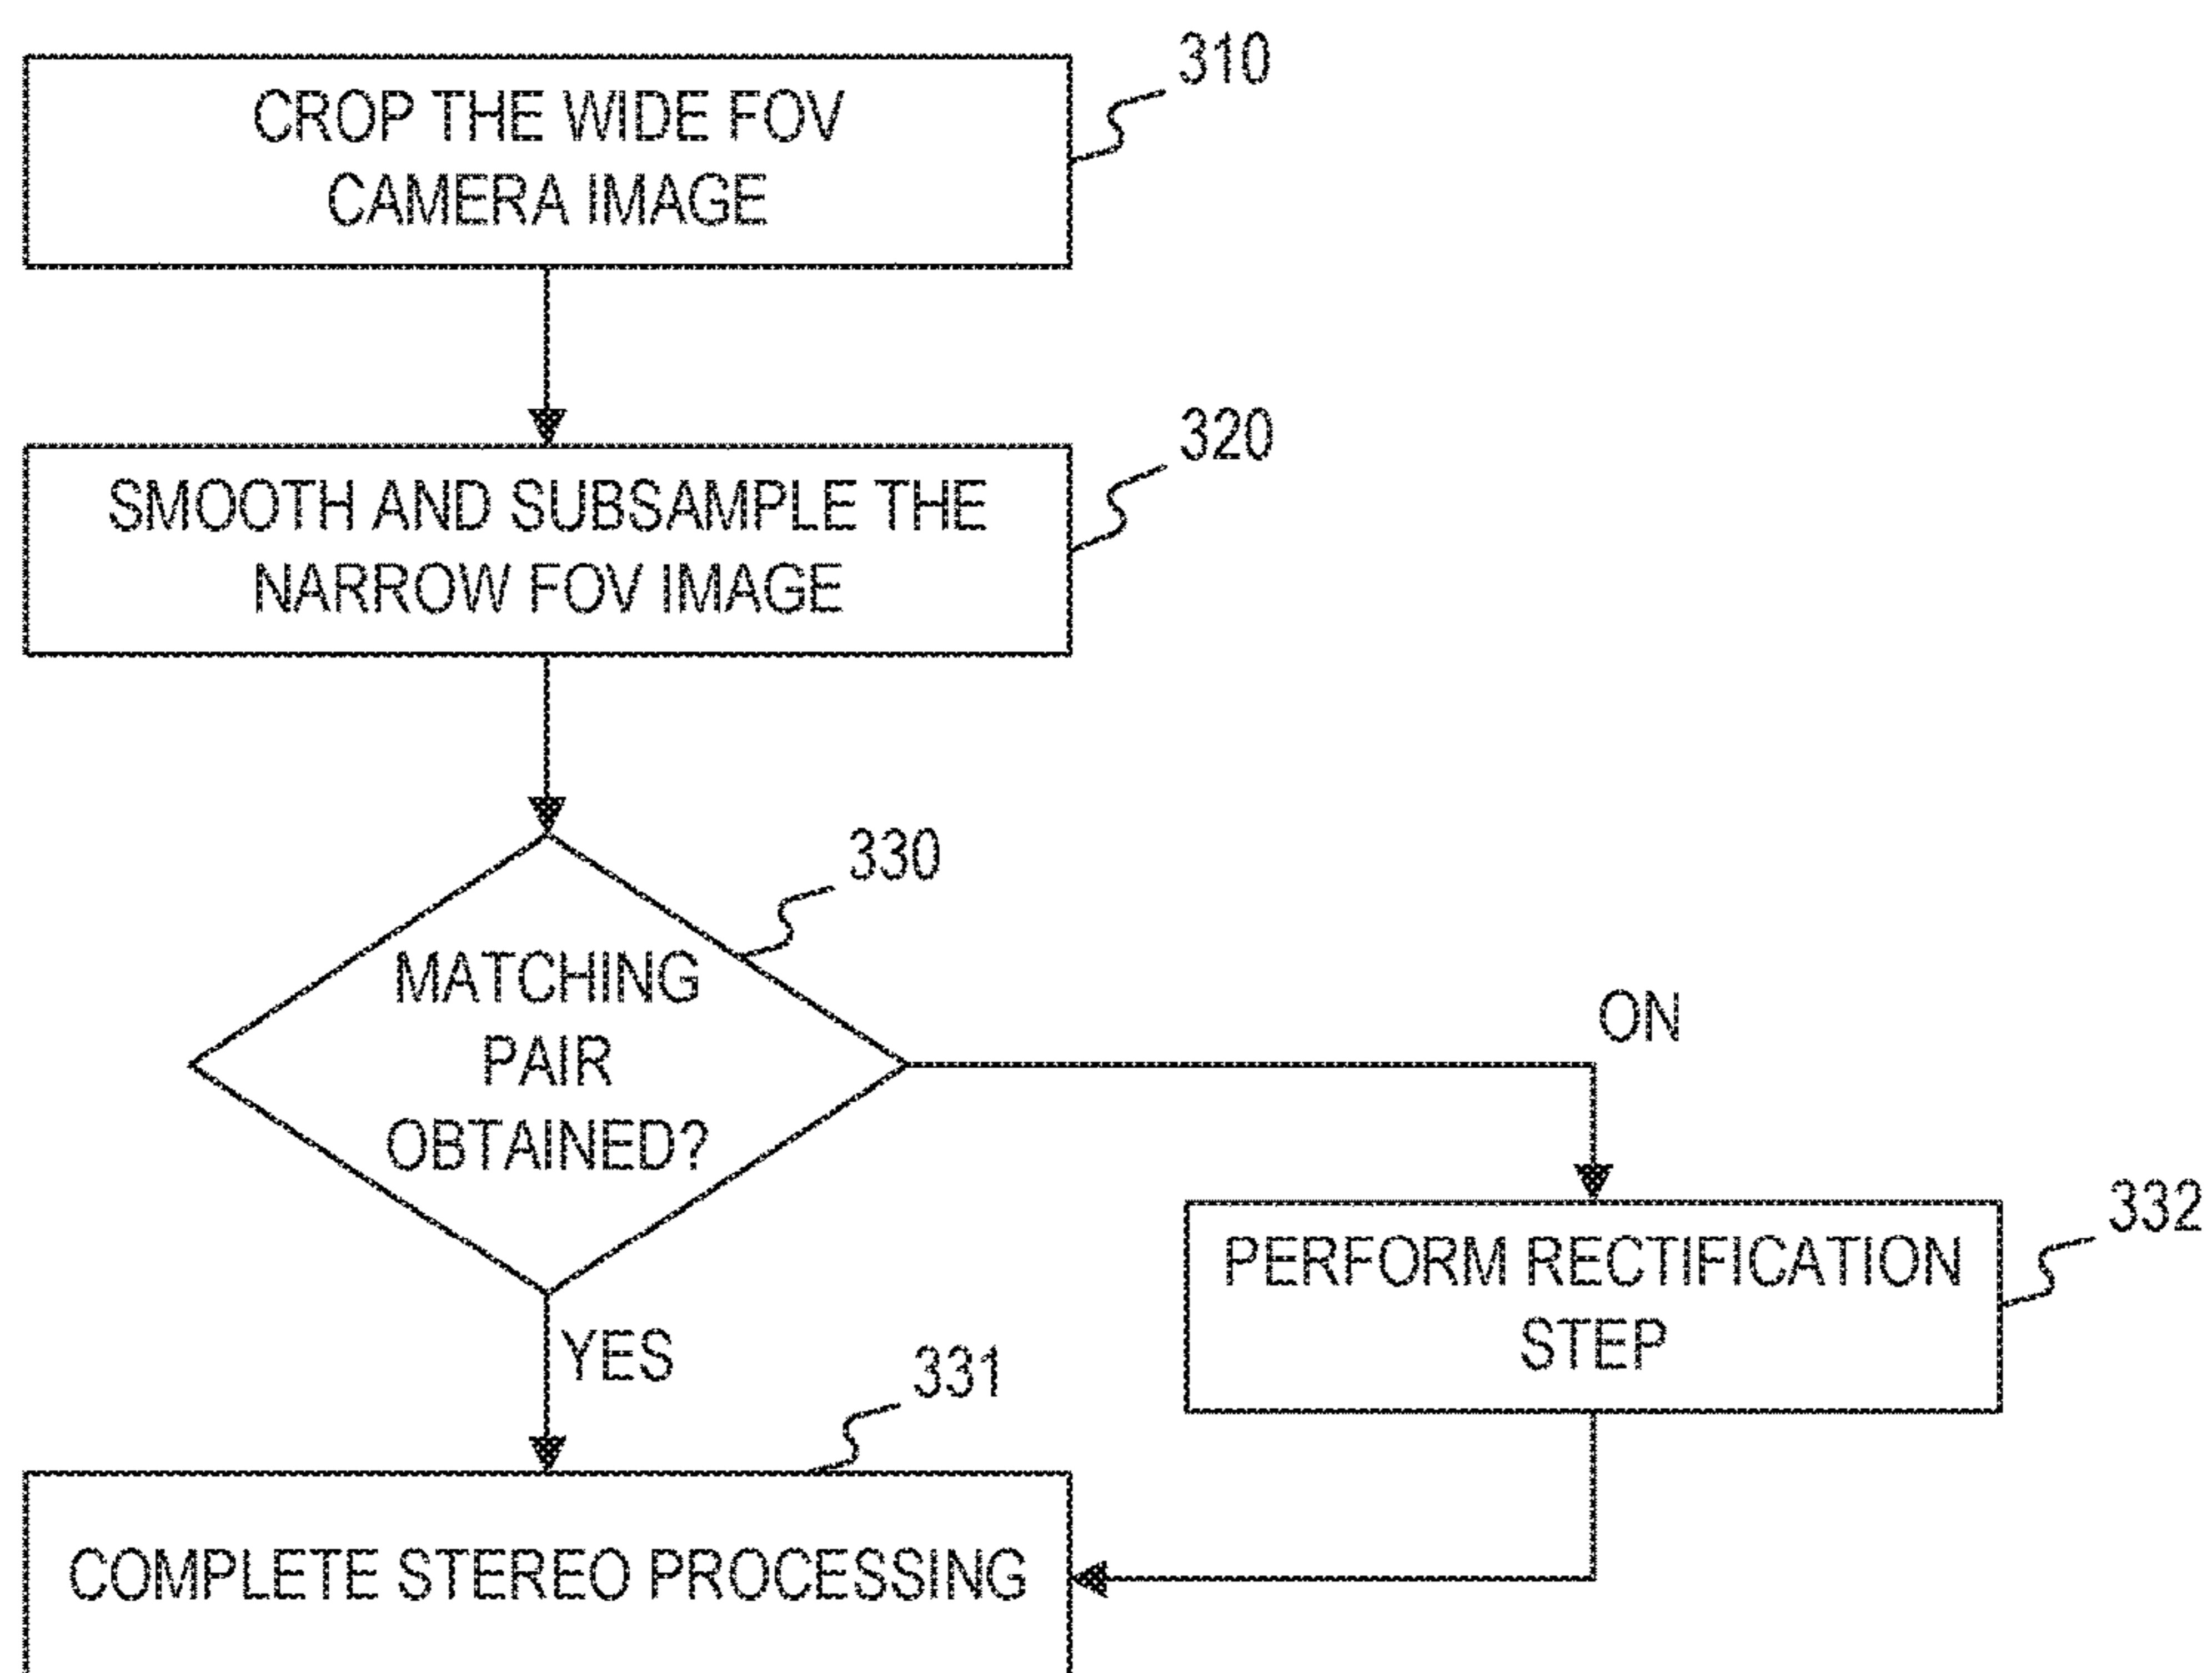 310
CROP THE WIDE FOV
CAMERA IMAGE
320
SMOOTH AND SUBSAMPLE THE
NARROW FOV IMAGE
330
MATCHING
PAIR
OBTAINED?
ON
332
PERFORM RECTIFICATION
STEP
YES
331
COMPLETE STEREO PROCESSING